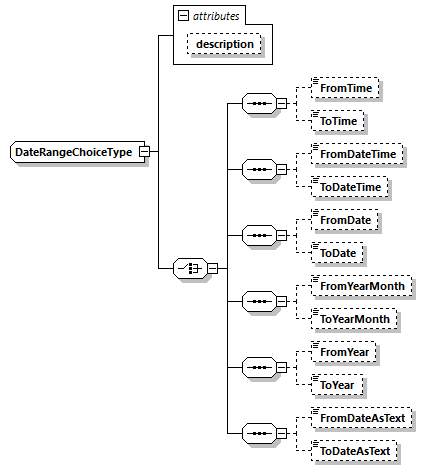 attributes
description
DateRangeChoiceType
FromTime
ToTime
FromDateTime
ToDateTime
FromDate
ToDate
FromYearMonth
ToYearMonth
FromYear
ToYear
FromDateAsText
ToDateAsText